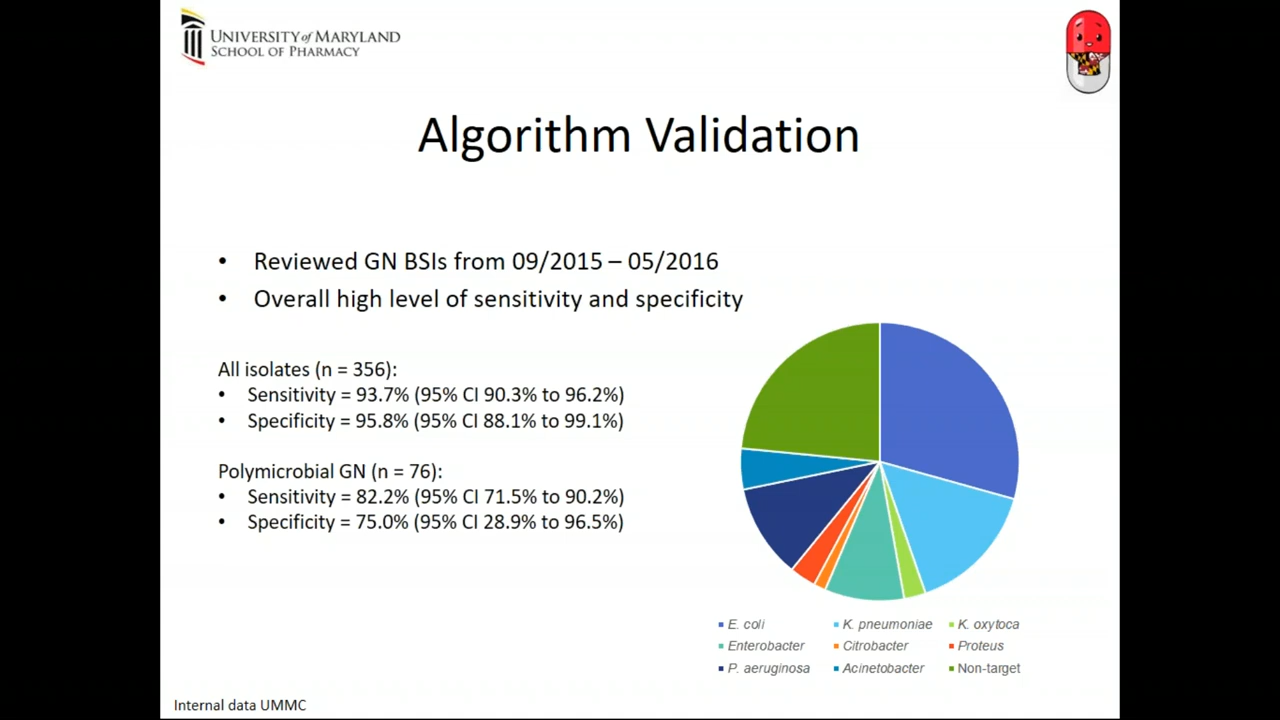 UNIVERSITY of MARYLAND
SCHOOL OF PHARMACY
Algorithm Validation
• Reviewed GN BSIs from 09/2015 – 05/2016
• Overall high level of sensitivity and specificity
All isolates (n = 356):
• Sensitivity = 93.7% (95% CI 90.3% to 96.2%)
• Specificity = 95.8% (95% CI 88.1% to 99.1%)
Polymicrobial GN (n = 76):
• Sensitivity = 82.2% (95% CI 71.5% to 90.2%)
• Specificity = 75.0% (95% CI 28.9% to 96.5%)
E. coli K. pneumoniae K. oxytoca
Enterobacter Citrobacter Proteus
P. aeruginosa Acinetobacter Non-target
Internal data UMMC